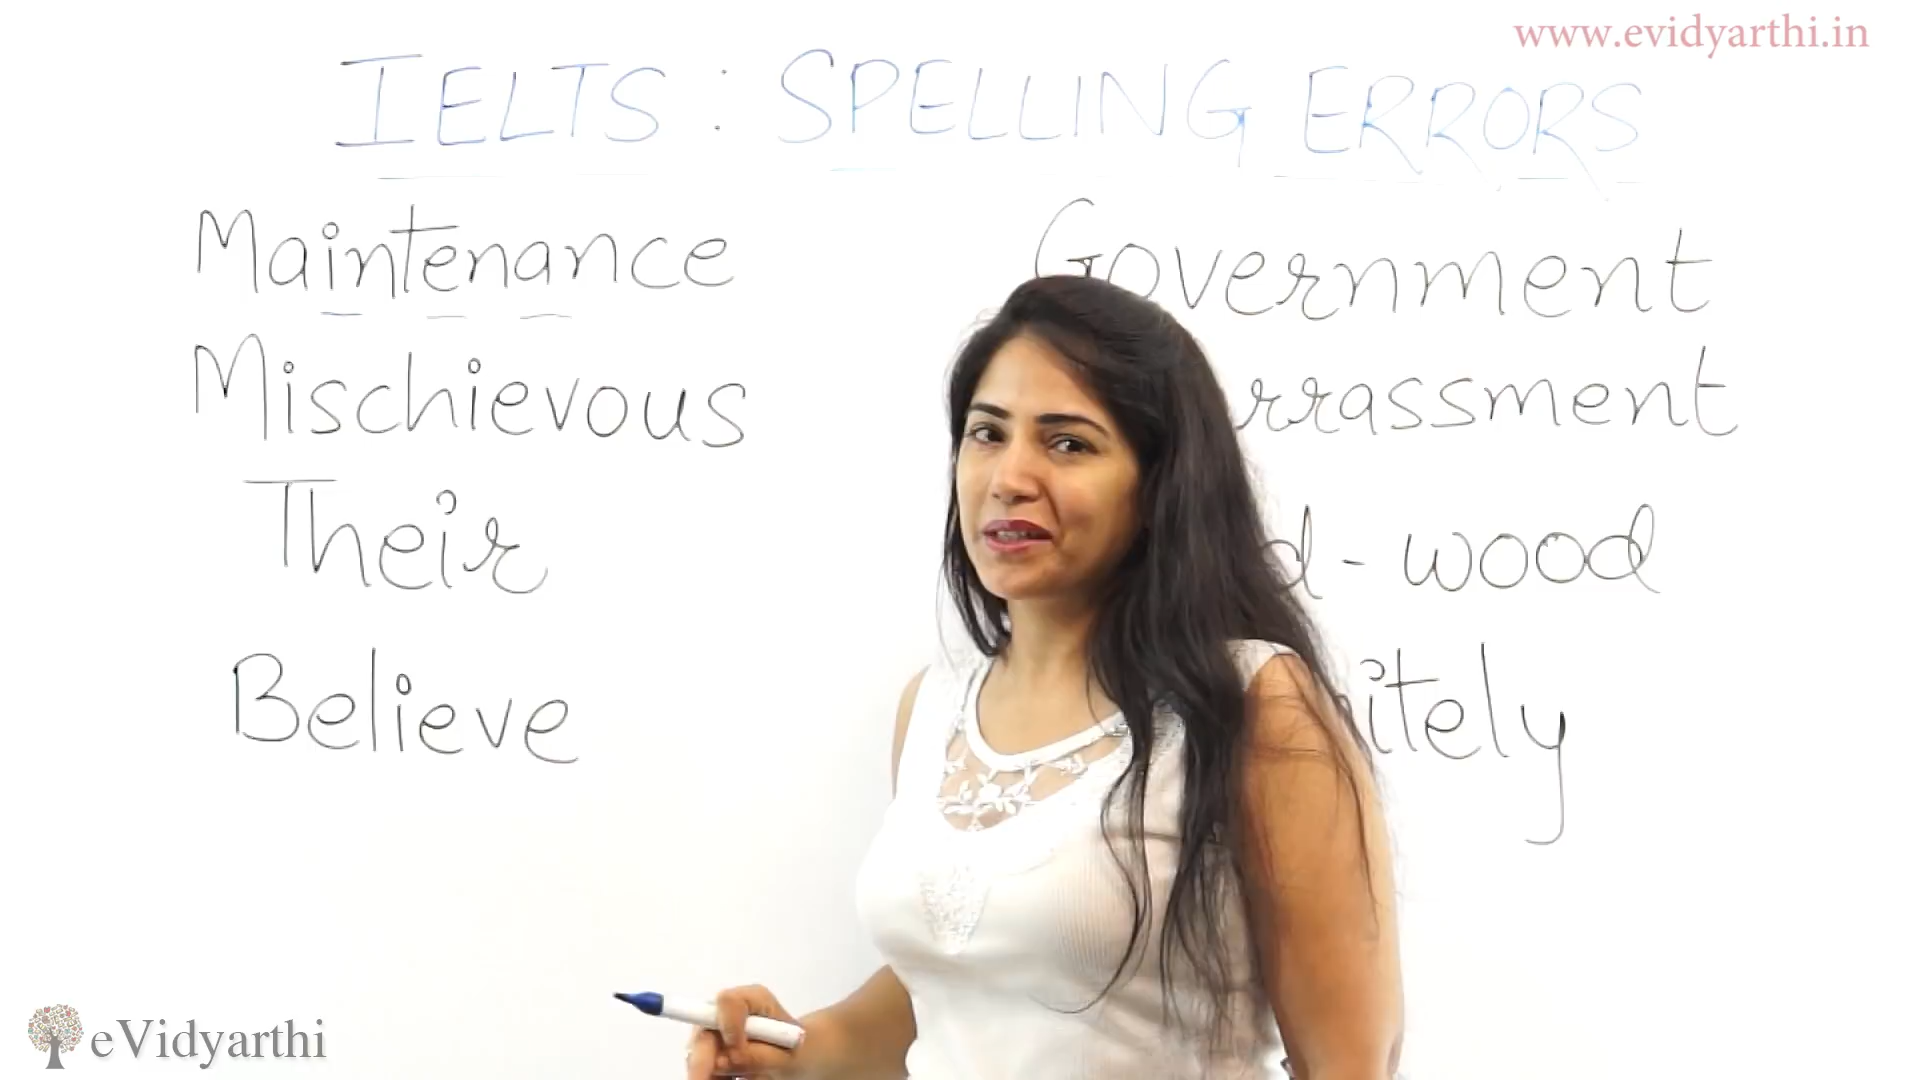 www.evidyarthi.in
IELTS : SPELLING ERRORS
Maintenance
Government
Mischievous
rrassment
Their
d-wood
Believe
itely
eVidyarthi